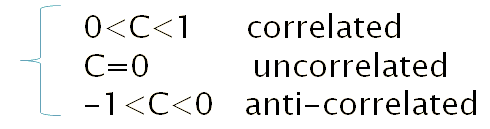 0<C<1 correlated
C=0 uncorrelated
-1<C<0 anti-correlated